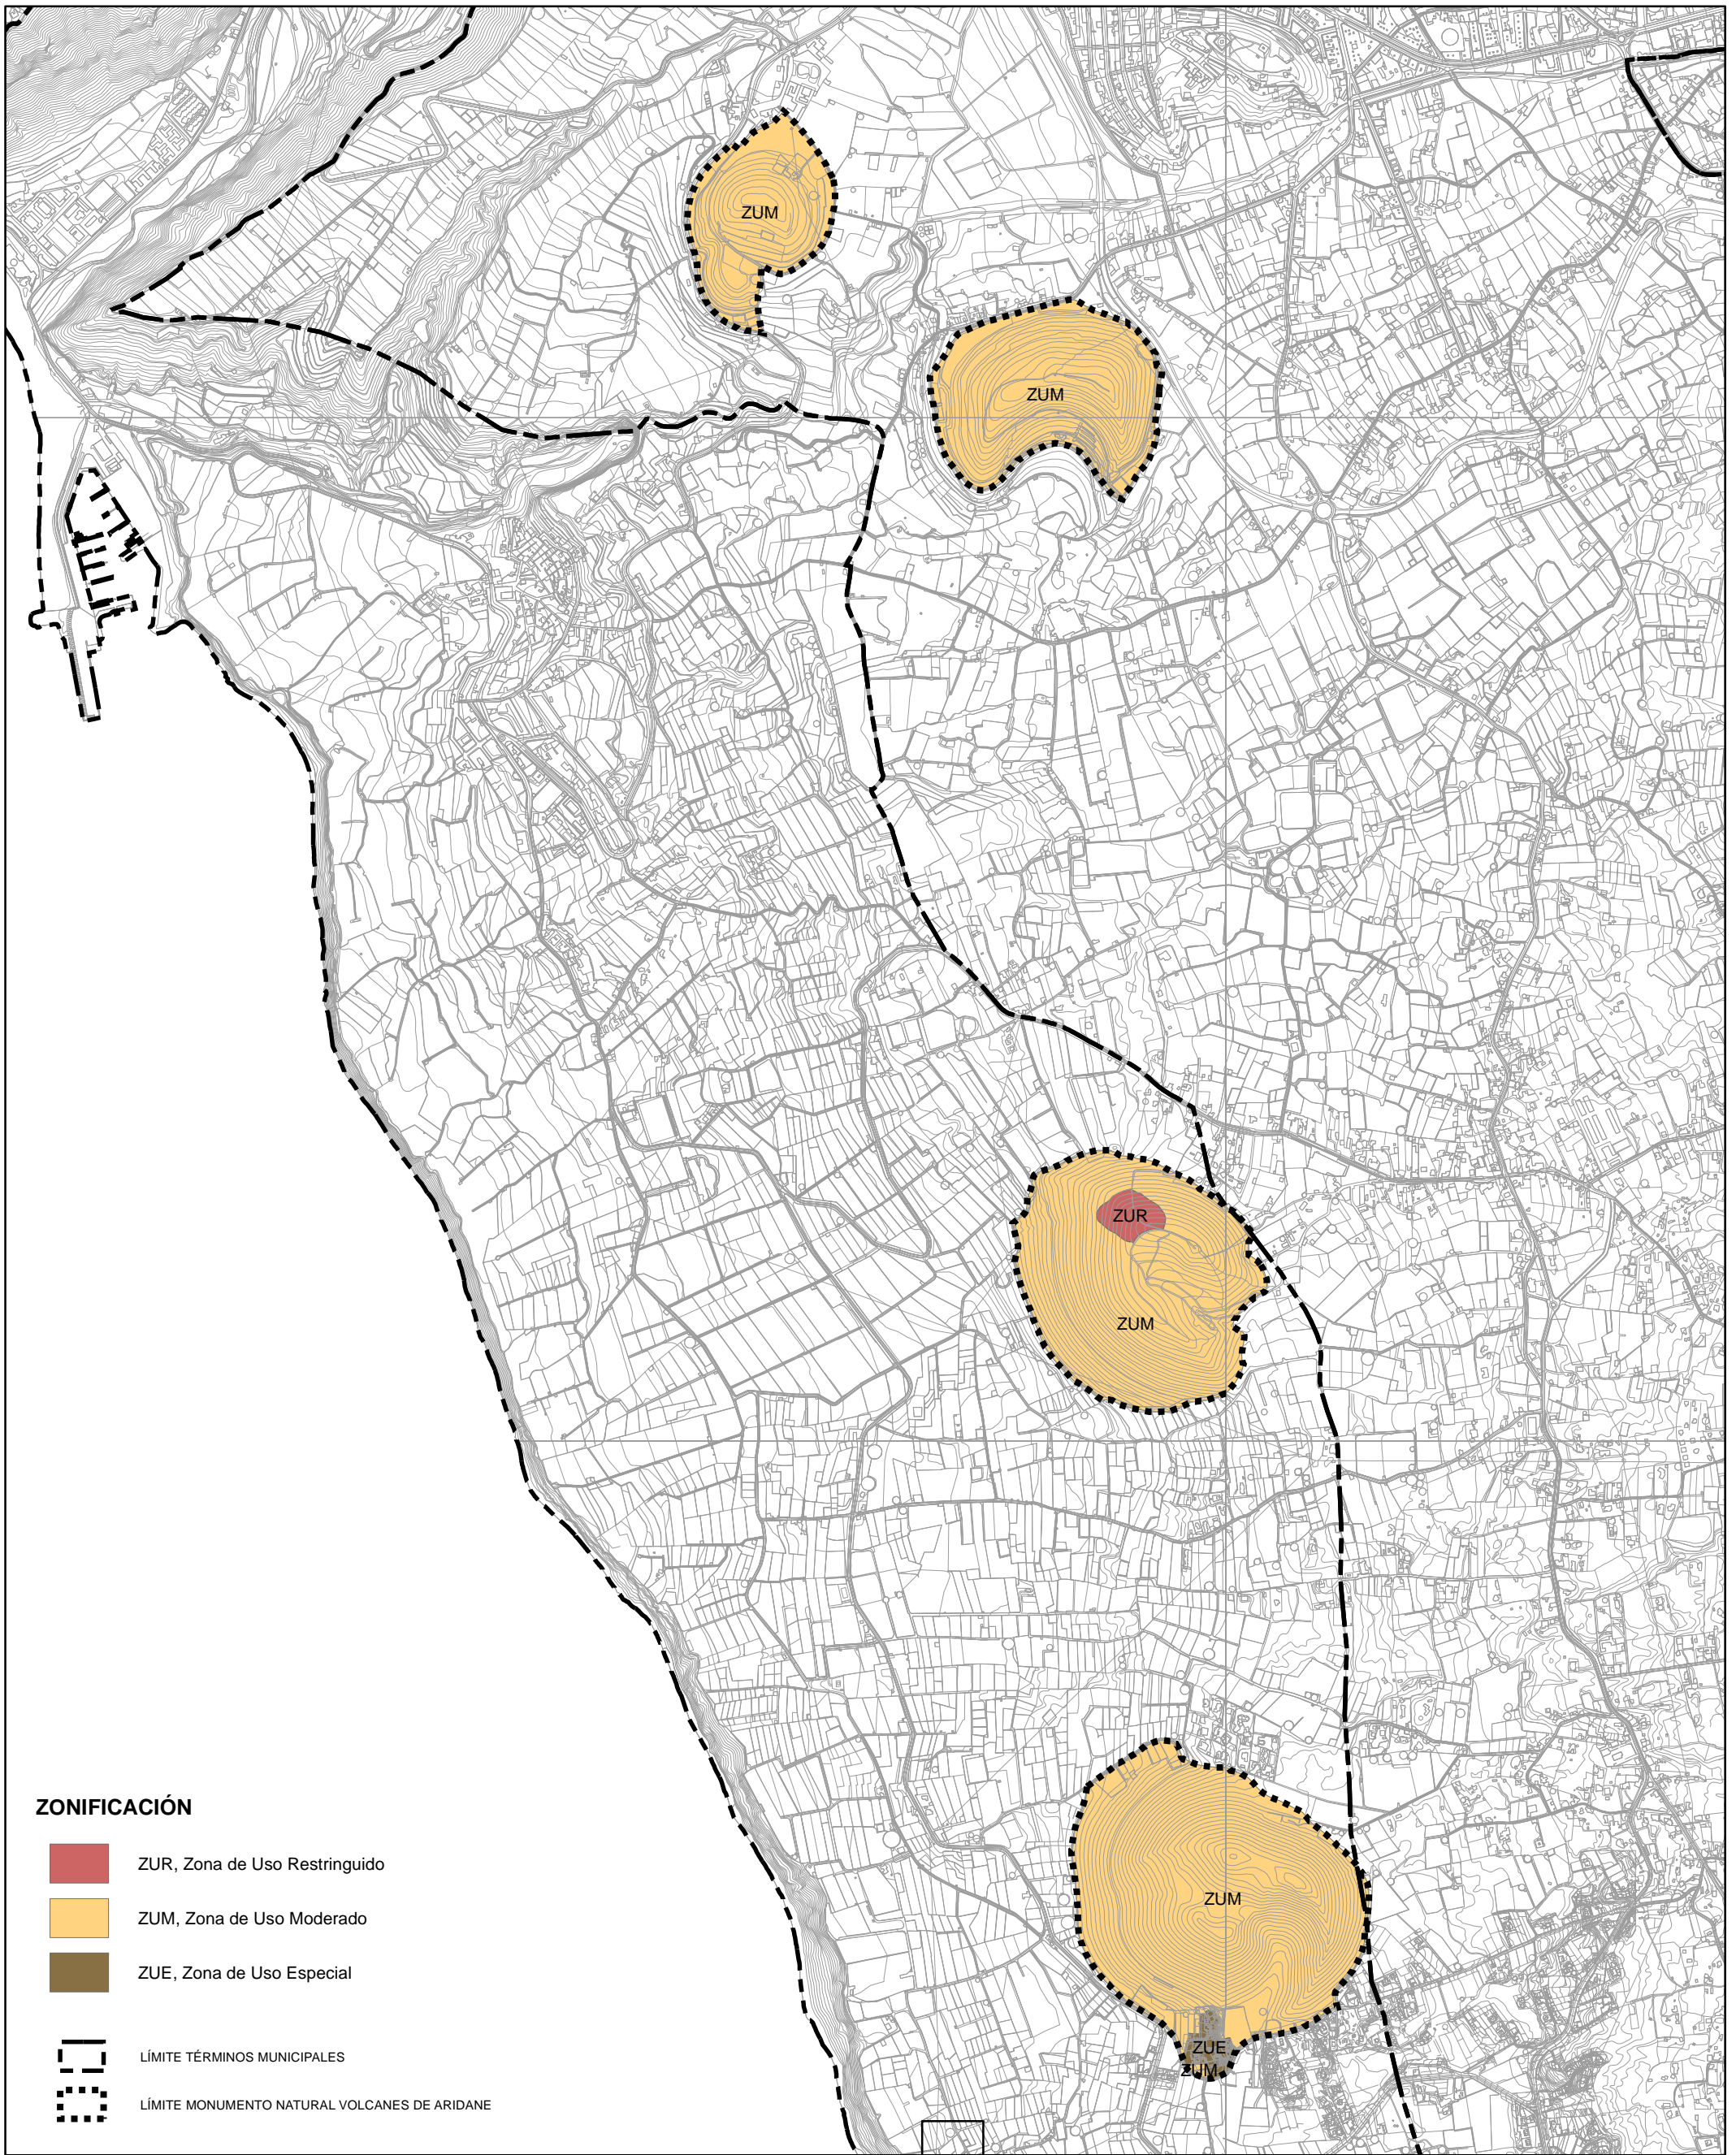 ZUM
ZUM
ZUR
ZUM
ZUM
ZUE
ZUM
ZONIFICACIÓN
ZUR, Zona de Uso Restringuido
ZUM, Zona de Uso Moderado
ZUE, Zona de Uso Especial
LÍMITE TÉRMINOS MUNICIPALES
LÍMITE MONUMENTO NATURAL VOLCANES DE ARIDANE